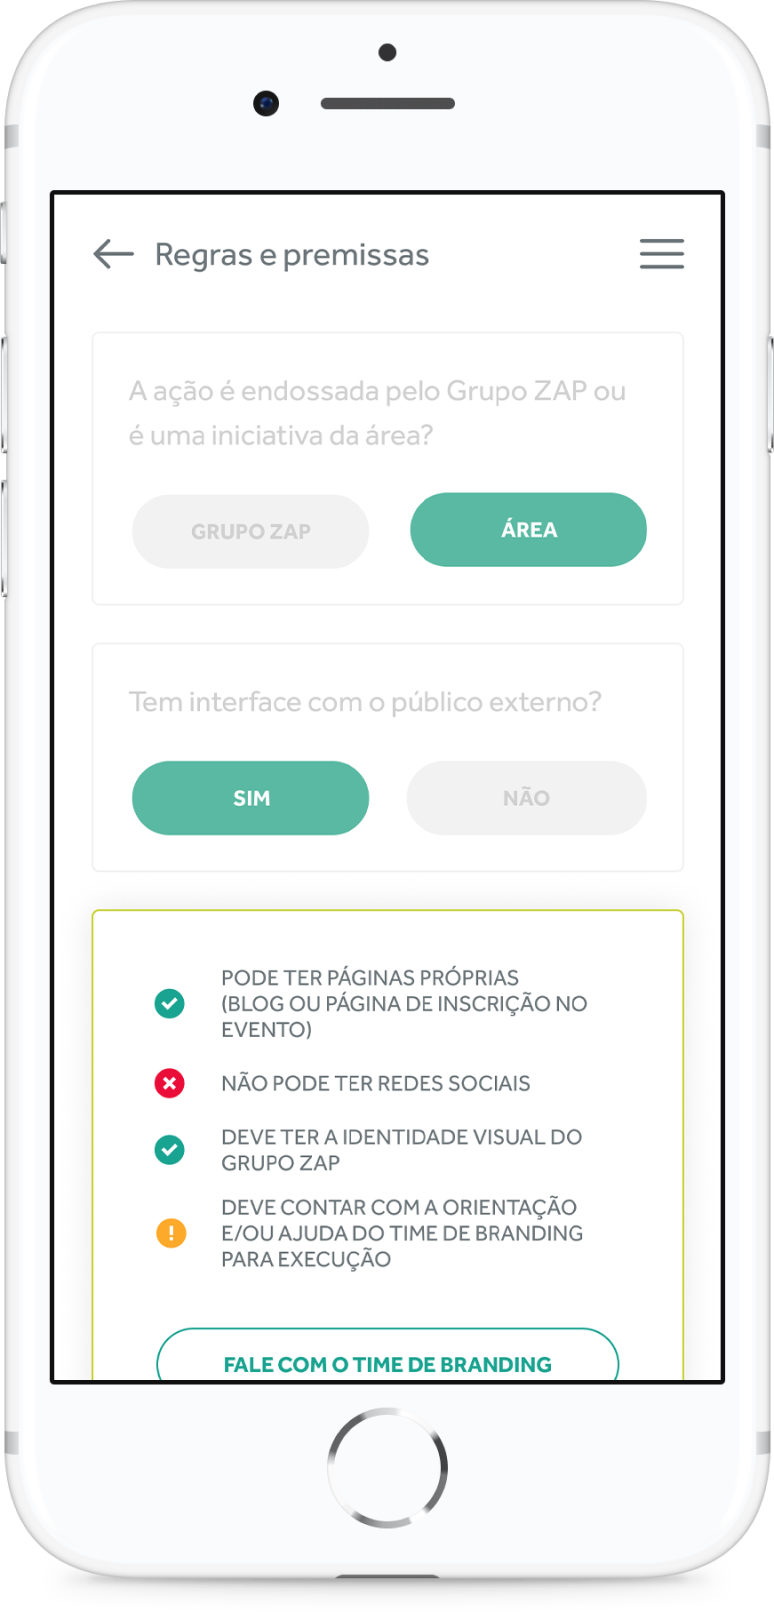 Regras e premissas
A ação é endossada pelo Grupo ZAP ou
é uma iniciativa da área?
GRUPO ZAP
ÁREA
Tem interface com o público externo?
SIM
NÃO
PODE TER PÁGINAS PRÓPRIAS
(BLOG OU PÁGINA DE INSCRIÇÃO NO
EVENTO)
NÃO PODE TER REDES SOCIAIS
DEVE TER A IDENTIDADE VISUAL DO
GRUPO ZAP
DEVE CONTAR COM A ORIENTAÇÃO
E/OU AJUDA DO TIME DE BRANDING
PARA EXECUÇÃO
FALE COM O TIME DE BRANDING